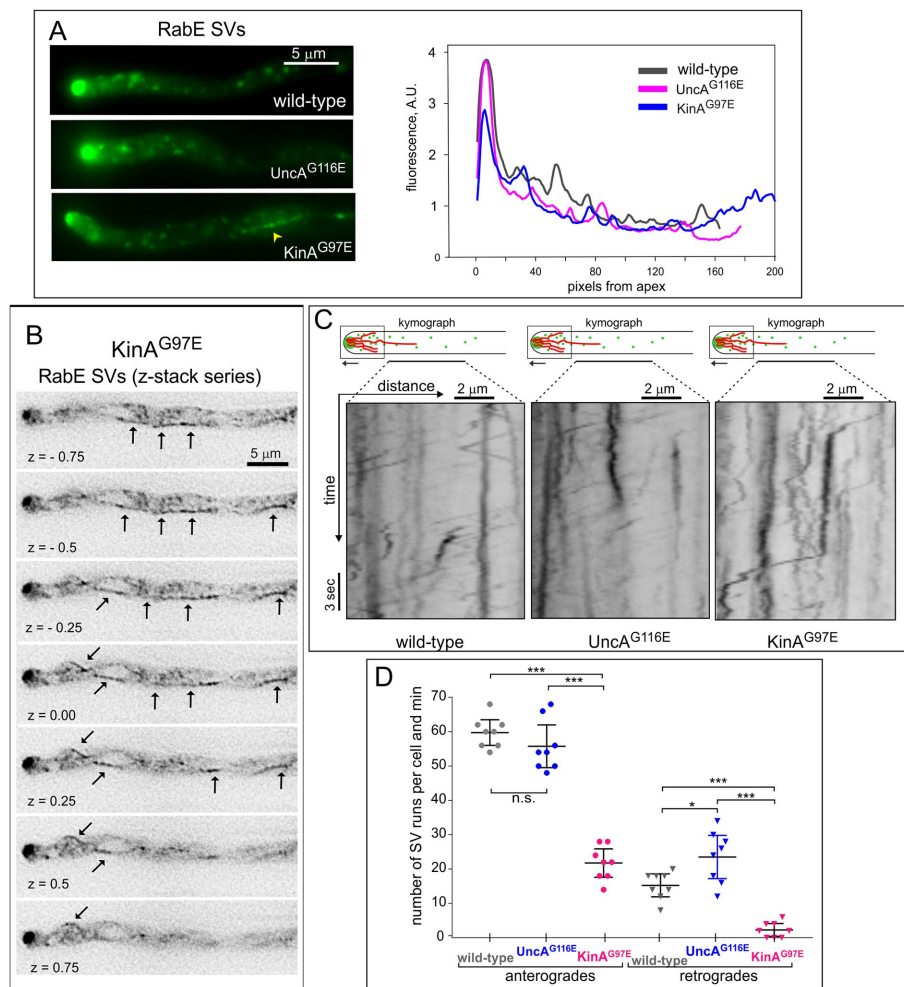 A
RabE SVs
5 μm
wild-type
UncA^G116E
KinA^G97E
fluorescence, A.U.
4
3
2
1
0
wild-type
UncA^G116E
KinA^G97E
0 40 80 120 160 200
pixels from apex
B
KinA^G97E
RabE SVs (z-stack series)
5 μm
z = - 0.75
z = - 0.5
z = - 0.25
z = 0.00
z = 0.25
z = 0.5
z = 0.75
C
kymograph kymograph kymograph
distance
2 μm 2 μm 2 μm
time
3 sec
wild-type UncA^G116E KinA^G97E
D
number of SV runs per cell and min
70
60
50
40
30
20
10
0
***
***
n.s.
***
* ***
wild-type UncA^G116E KinA^G97E wild-type UncA^G116E KinA^G97E
anterogrades retrogrades